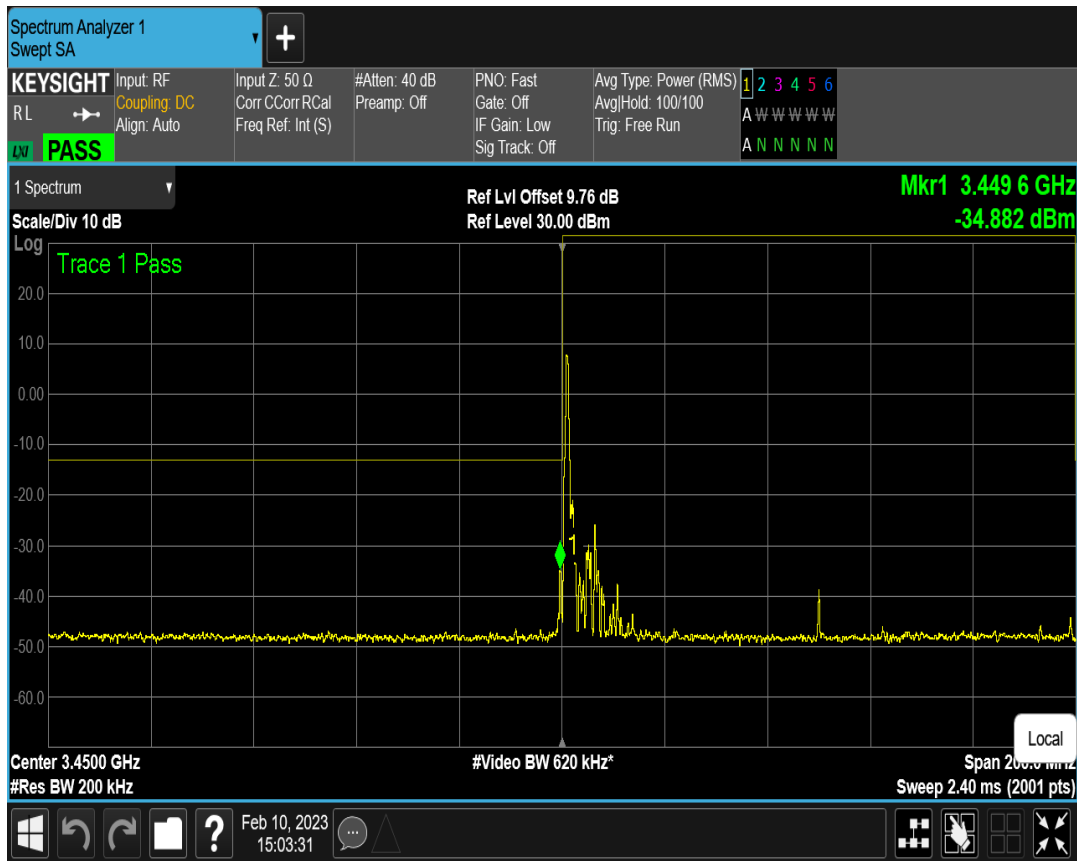 Spectrum Analyzer 1
Swept SA
+
KEYSIGHT
RL
LXI PASS
Input: RF
Coupling: DC
Align: Auto
Input Z: 50 Ω
Corr CCorr RCal
Freq Ref: Int (S)
#Atten: 40 dB
Preamp: Off
PNO: Fast
Gate: Off
IF Gain: Low
Sig Track: Off
Avg Type: Power (RMS)
Avg|Hold: 100/100
Trig: Free Run
1 2 3 4 5 6
A W W W W W
A N N N N N
1 Spectrum
Scale/Div 10 dB
Ref Lvl Offset 9.76 dB
Ref Level 30.00 dBm
Mkr1 3.449 6 GHz
-34.882 dBm
Log
Trace 1 Pass
20.0
10.0
0.00
-10.0
-20.0
-30.0
-40.0
-50.0
-60.0
Local
Center 3.4500 GHz
#Video BW 620 kHz*
Span 200.0 MHz
#Res BW 200 kHz
Sweep 2.40 ms (2001 pts)
?
Feb 10, 2023
15:03:31